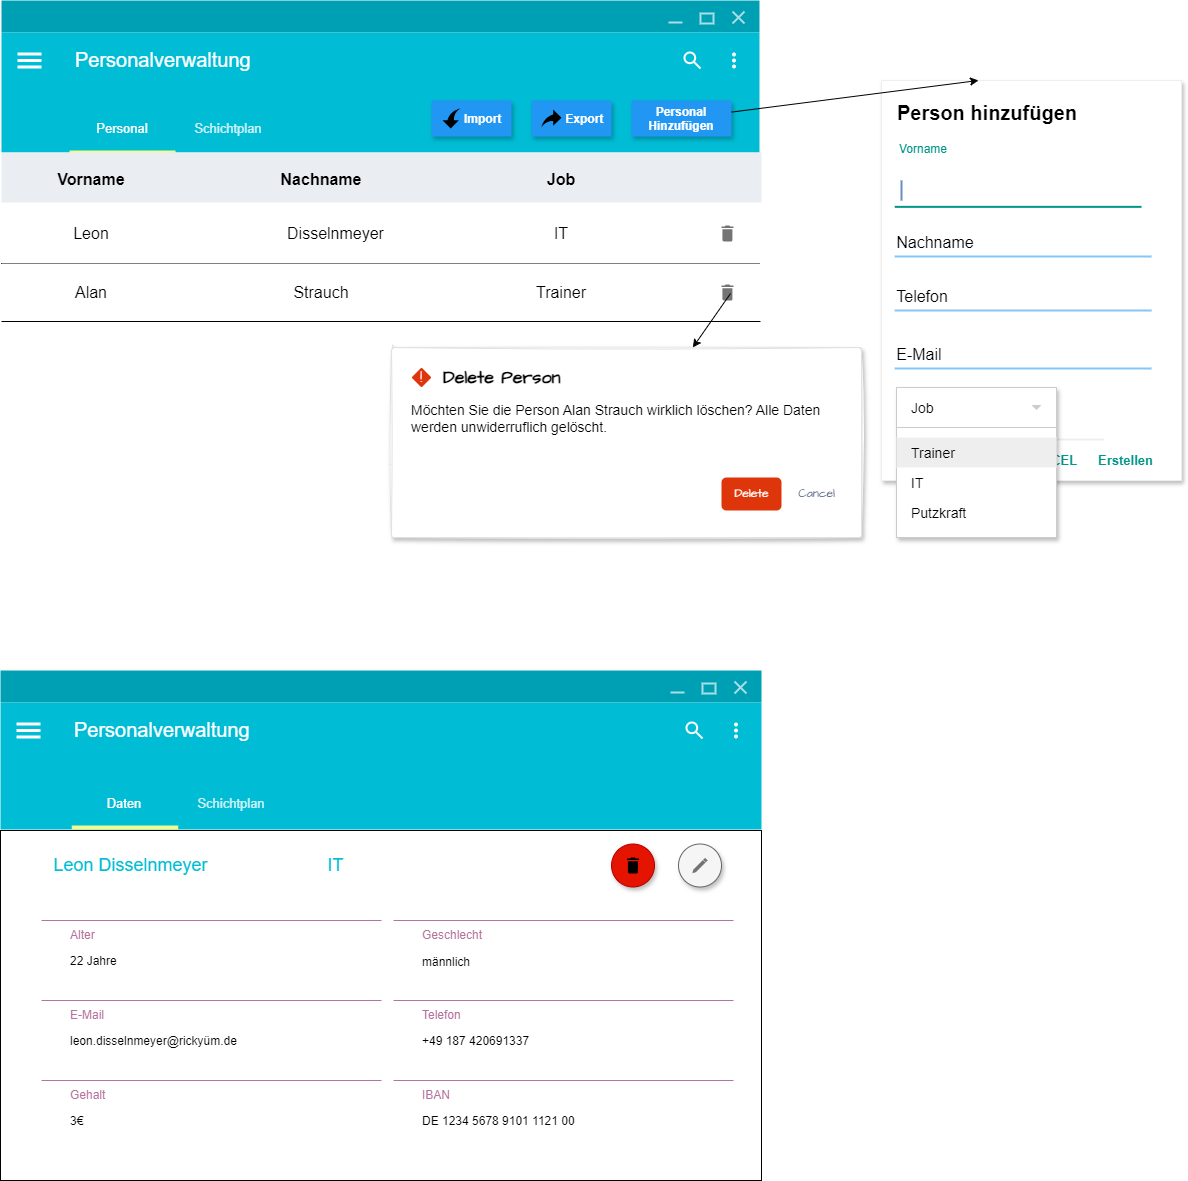 Personalverwaltung
Personal
Schichtplan
Import
Export
Personal
Hinzufügen
Vorname
Nachname
Job
Leon
Disselnmeyer
IT
Alan
Strauch
Trainer
Delete Person
Möchten Sie die Person Alan Strauch wirklich löschen? Alle Daten
werden unwiderruflich gelöscht.
Delete
Cancel
Person hinzufügen
Vorname
Nachname
Telefon
E-Mail
Job
Trainer
IT
Putzkraft
CEL
Erstellen
Personalverwaltung
Daten
Schichtplan
Leon Disselnmeyer
IT
Alter
22 Jahre
Geschlecht
männlich
E-Mail
leon.disselnmeyer@rickyüm.de
Telefon
+49 187 420691337
Gehalt
3€
IBAN
DE 1234 5678 9101 1121 00